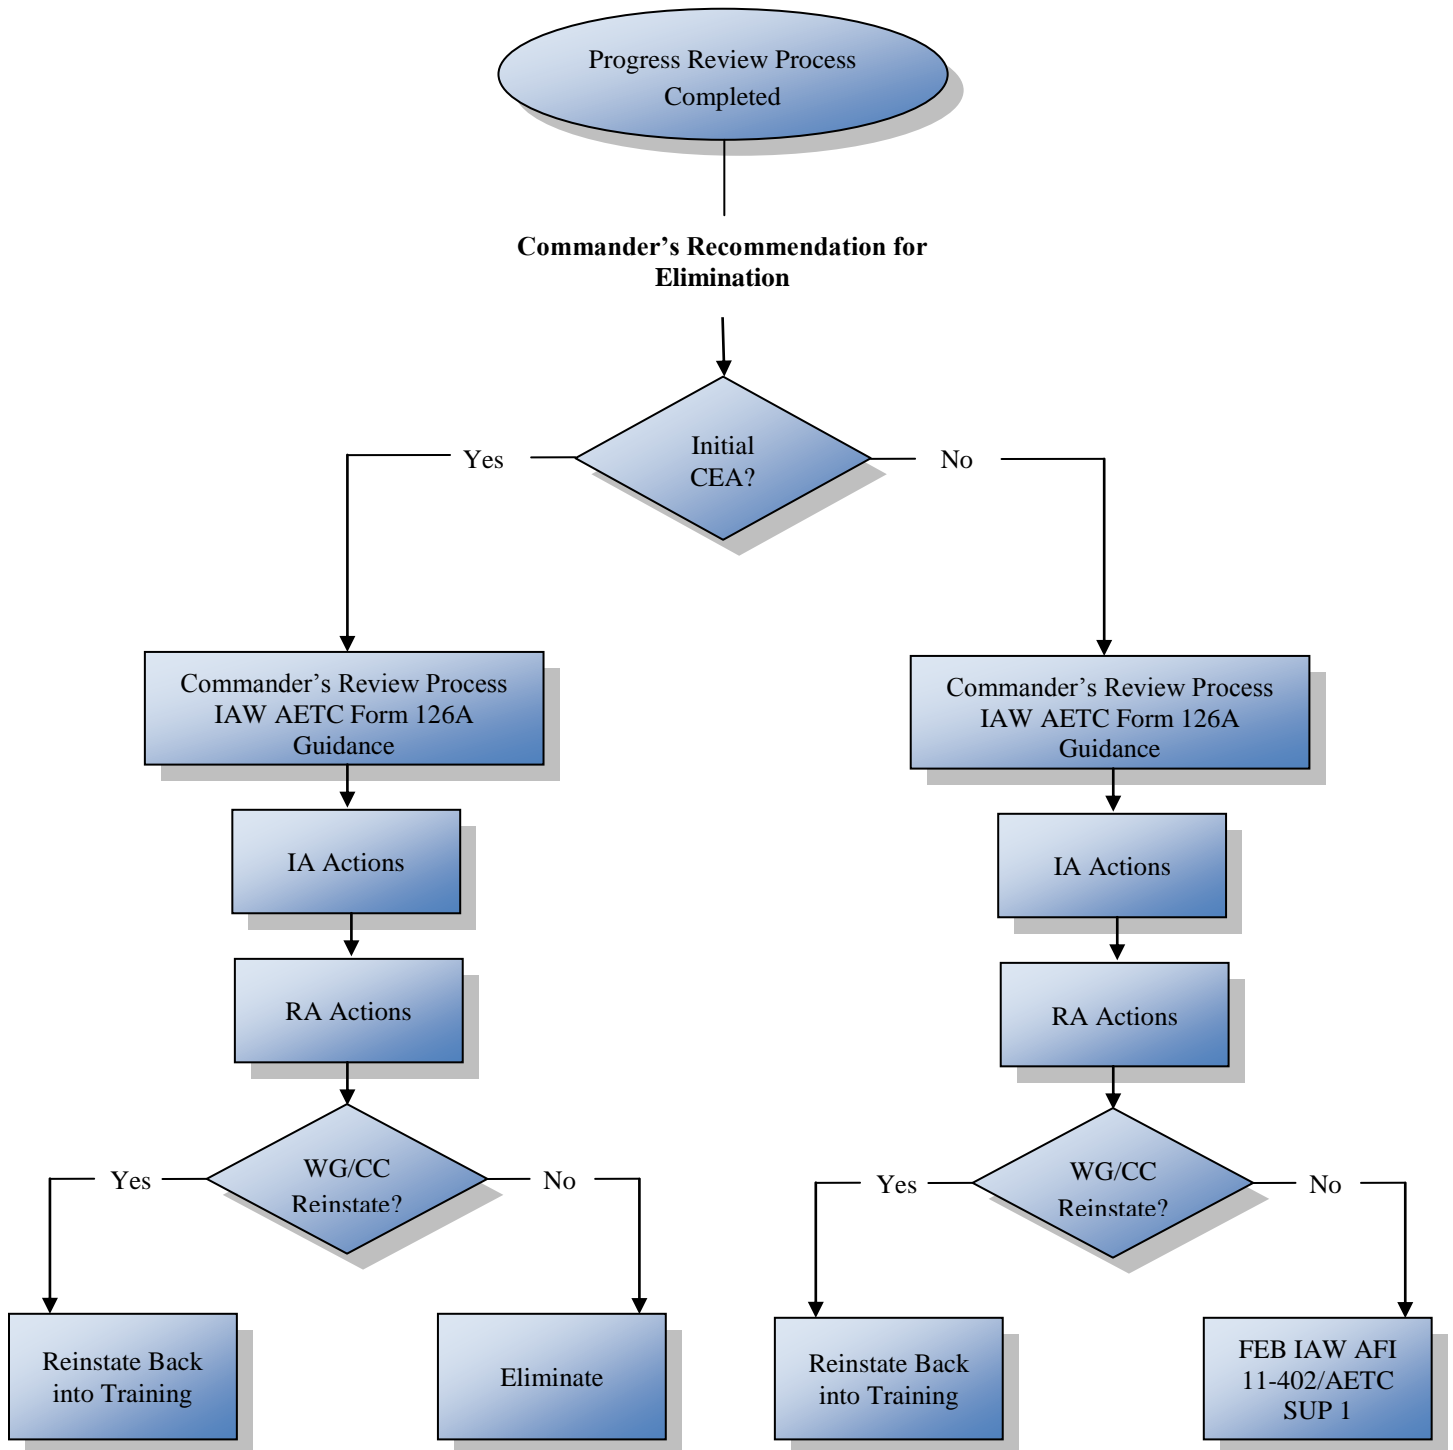 Progress Review Process
Completed
Commander’s Recommendation for
Elimination
Initial
CEA?
Yes
No
Commander’s Review Process
IAW AETC Form 126A
Guidance
IA Actions
RA Actions
WG/CC
Reinstate?
Yes
No
Reinstate Back
into Training
Eliminate
Commander’s Review Process
IAW AETC Form 126A
Guidance
IA Actions
RA Actions
WG/CC
Reinstate?
Yes
No
Reinstate Back
into Training
FEB IAW AFI
11-402/AETC
SUP 1